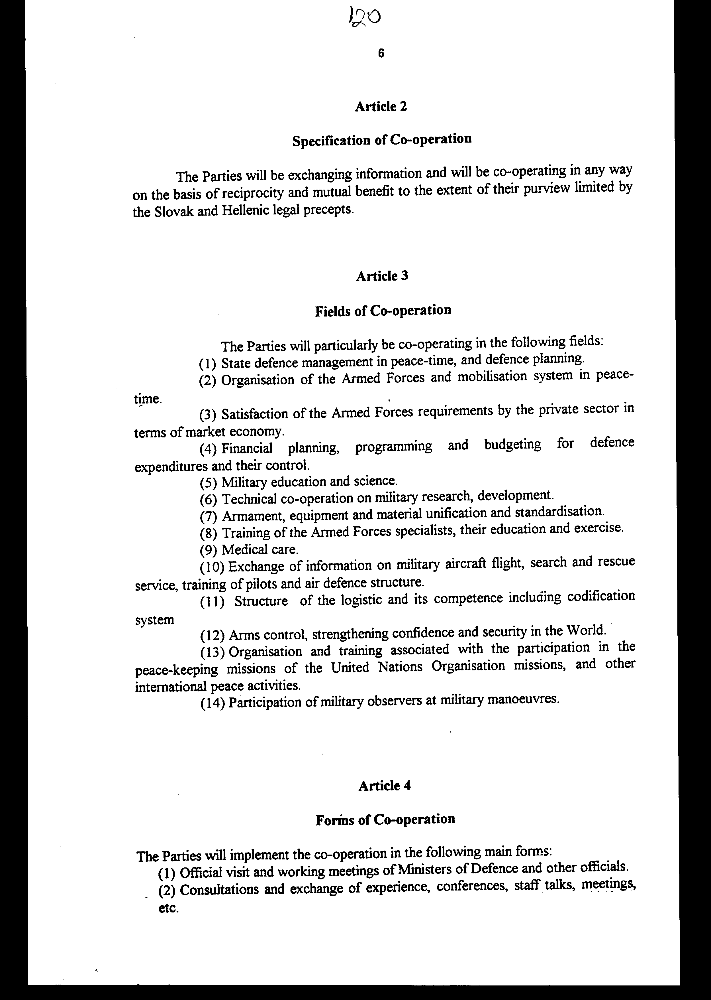 120
6
Article 2
Specification of Co-operation
The Parties will be exchanging information and will be co-operating in any way
on the basis of reciprocity and mutual benefit to the extent of their purview limited by
the Slovak and Hellenic legal precepts.
Article 3
Fields of Co-operation
The Parties will particularly be co-operating in the following fields:
(1) State defence management in peace-time, and defence planning.
(2) Organisation of the Armed Forces and mobilisation system in peace-
time.
(3) Satisfaction of the Armed Forces requirements by the private sector in
terms of market economy.
(4) Financial planning, programming and budgeting for defence
expenditures and their control.
(5) Military education and science.
(6) Technical co-operation on military research, development.
(7) Armament, equipment and material unification and standardisation.
(8) Training of the Armed Forces specialists, their education and exercise.
(9) Medical care.
(10) Exchange of information on military aircraft flight, search and rescue
service, training of pilots and air defence structure.
(11) Structure of the logistic and its competence including codification
system
(12) Arms control, strengthening confidence and security in the World.
(13) Organisation and training associated with the participation in the
peace-keeping missions of the United Nations Organisation missions, and other
international peace activities.
(14) Participation of military observers at military manoeuvres.
Article 4
Forms of Co-operation
The Parties will implement the co-operation in the following main forms:
(1) Official visit and working meetings of Ministers of Defence and other officials.
(2) Consultations and exchange of experience, conferences, staff talks, meetings,
etc.